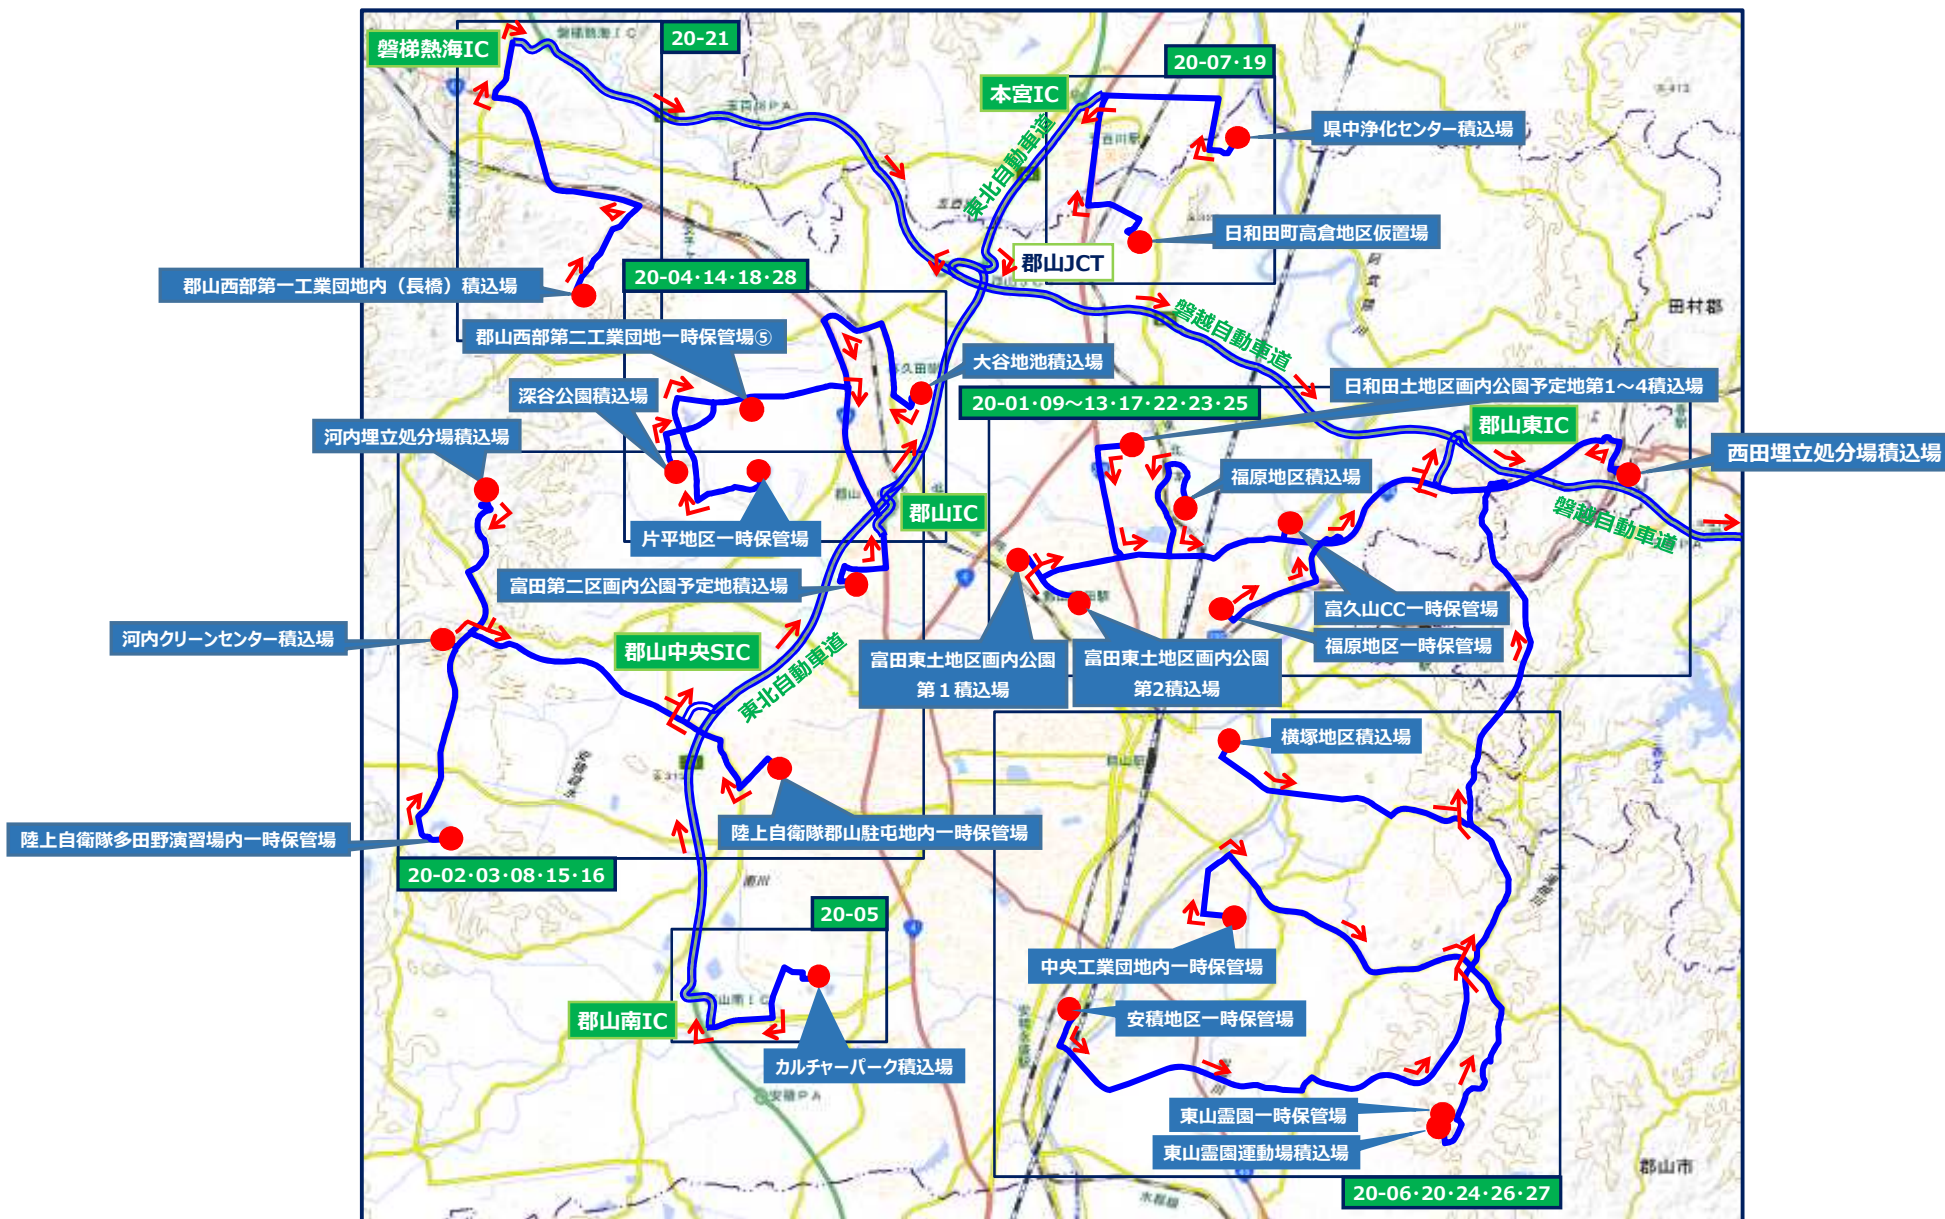 磐梯熱海IC
20-21
20-07･19
本宮IC
県中浄化センター積込場
東北自動車道
日和田町高倉地区仮置場
郡山JCT
郡山西部第一工業団地内（長橋）積込場
20-04･14･18･28
磐越自動車道
田村郡
郡山西部第二工業団地一時保管場⑤
大谷地池積込場
深谷公園積込場
日和田土地区画内公園予定地第1～4積込場
20-01･09～13･17･22･23･25
郡山東IC
河内埋立処分場積込場
西田埋立処分場積込場
福原地区積込場
郡山IC
磐越自動車道
片平地区一時保管場
富田第二区画内公園予定地積込場
富久山CC一時保管場
河内クリーンセンター積込場
郡山中央SIC
福原地区一時保管場
富田東土地区画内公園
第１積込場
富田東土地区画内公園
第2積込場
東北自動車道
横塚地区積込場
陸上自衛隊多田野演習場内一時保管場
陸上自衛隊郡山駐屯地内一時保管場
20-02･03･08･15･16
20-05
中央工業団地内一時保管場
郡山南IC
安積地区一時保管場
カルチャーパーク積込場
安積PA
東山霊園一時保管場
東山霊園運動場積込場
郡山市
20-06･20･24･26･27
水郡線